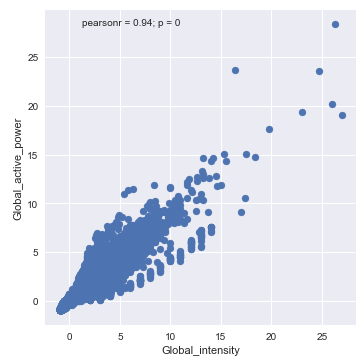 pearsonr = 0.94; p = 0
25
20
15
10
5
0
Global_active_power
0 5 10 15 20 25
Global_intensity